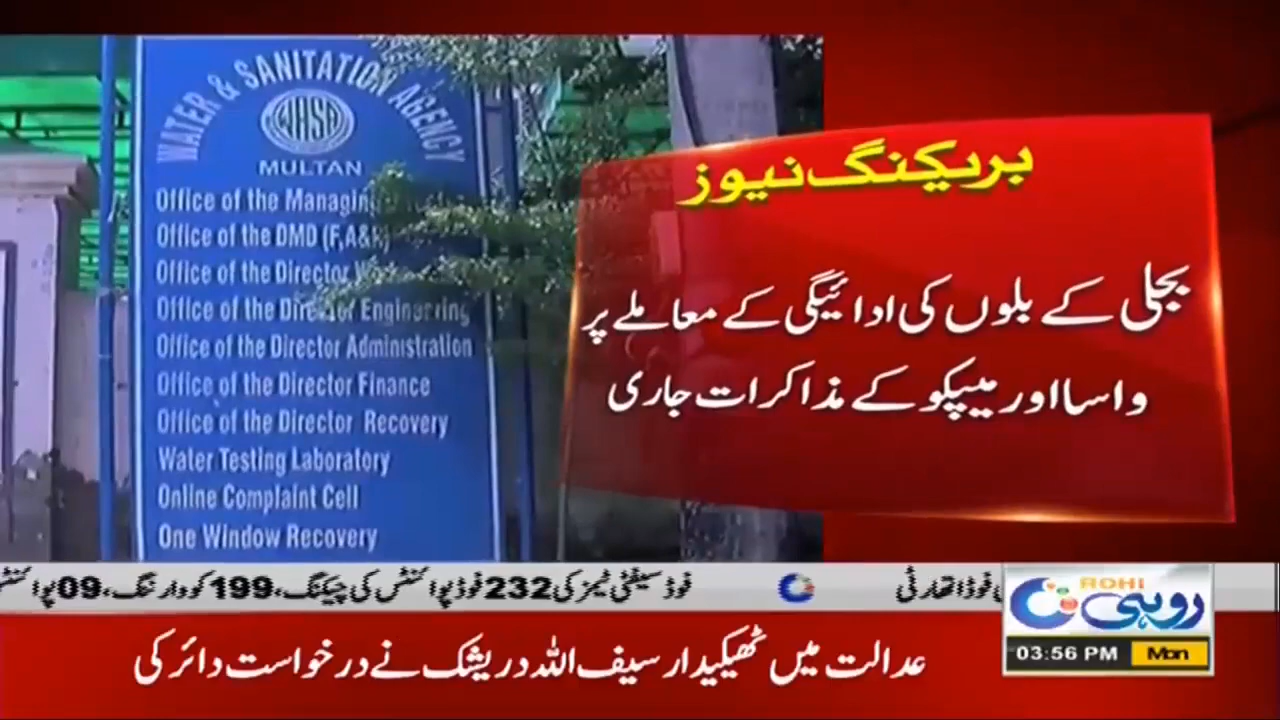 WATER & SANITATION AGENCY
WASA
MULTAN
Office of the Managing
Office of the DMD (F,A&R)
Office of the Director
Office of the Director Engineering
Office of the Director Administration
Office of the Director Finance
Office of the Director Recovery
Water Testing Laboratory
Online Complaint Cell
One Window Recovery
بریکنگ نیوز
بجلی کے بلوں کی ادائیگی کے معاملے پر
واسا اور میپکو کے مذاکرات جاری
فوڈ اتھارٹی
فوڈ سیفٹی ٹیمز کی 232 فوڈ پوائنٹس کی چیکنگ، 199 کو وارننگ، 09 پوائنٹس
ROHI
روہی
03:56 PM Mon
عدالت میں ٹھیکیدار سیف اللہ دریشک نے درخواست دائر کی